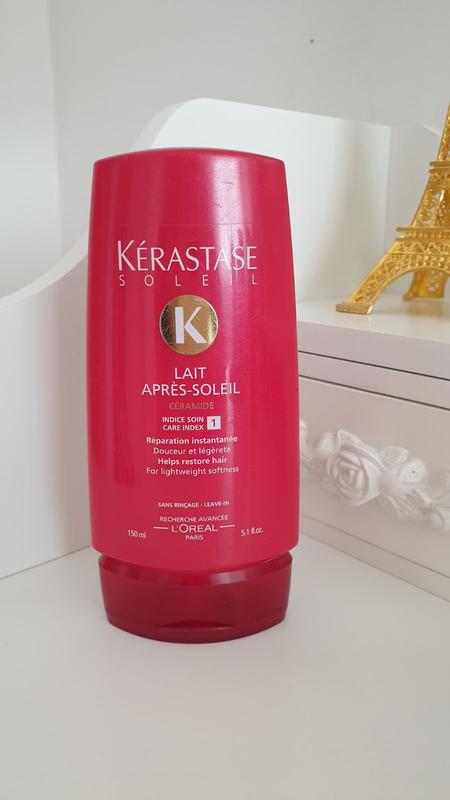 KÉRASTASE
SOLEIL
K
LAIT
APRÈS-SOLEIL
CÉRAMIDE
INDICE SOIN
CARE INDEX 1
Réparation instantanée
Douceur et légèreté
Helps restore hair
For lightweight softness
SANS RINÇAGE - LEAVE-IN
RECHERCHE AVANCÉE
L'ORÉAL
PARIS
150 ml 5.1 fl.oz.